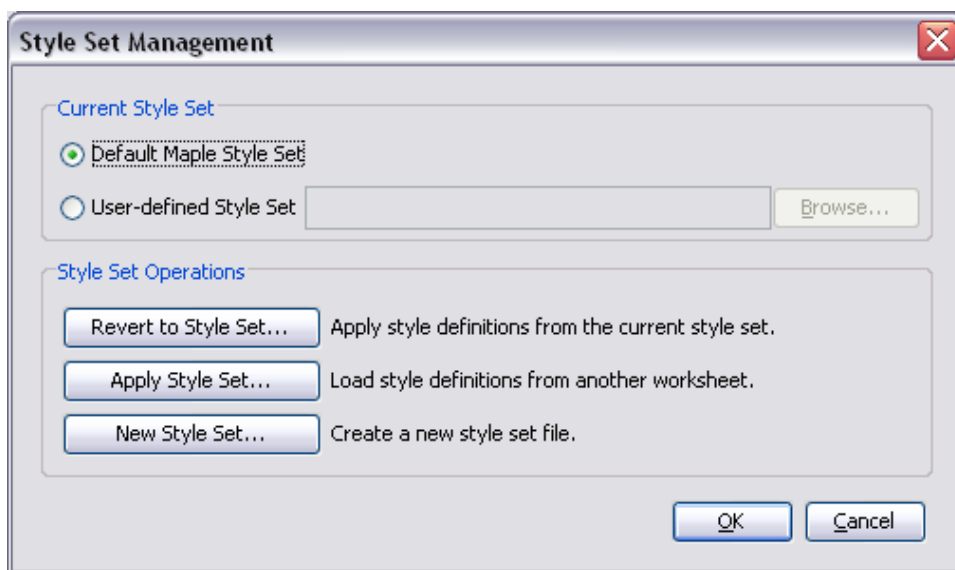 Style Set Management
Current Style Set
Default Maple Style Set
User-defined Style Set Browse...
Style Set Operations
Revert to Style Set... Apply style definitions from the current style set.
Apply Style Set... Load style definitions from another worksheet.
New Style Set... Create a new style set file.
OK Cancel